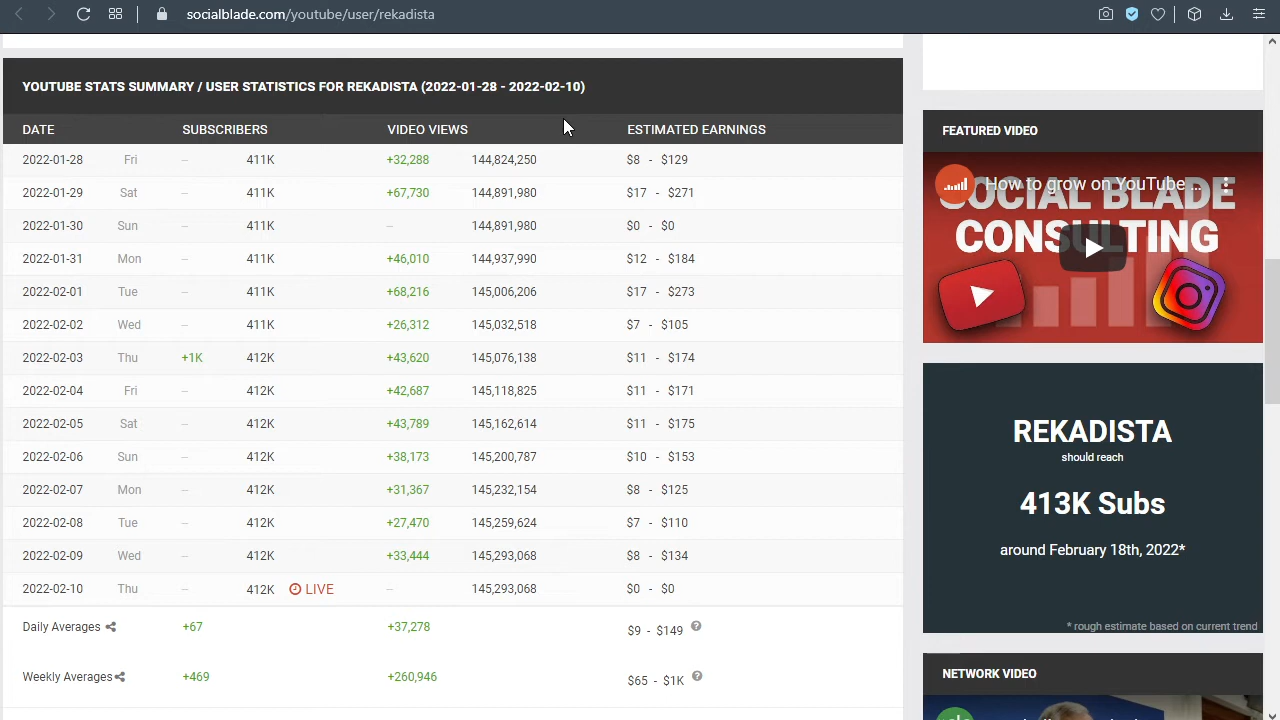 socialblade.com/youtube/user/rekadista
YOUTUBE STATS SUMMARY / USER STATISTICS FOR REKADISTA (2022-01-28 - 2022-02-10)
DATE SUBSCRIBERS VIDEO VIEWS ESTIMATED EARNINGS
2022-01-28 Fri -- 411K +32,288 144,824,250 $8 - $129
2022-01-29 Sat -- 411K +67,730 144,891,980 $17 - $271
2022-01-30 Sun -- 411K -- 144,891,980 $0 - $0
2022-01-31 Mon -- 411K +46,010 144,937,990 $12 - $184
2022-02-01 Tue -- 411K +68,216 145,006,206 $17 - $273
2022-02-02 Wed -- 411K +26,312 145,032,518 $7 - $105
2022-02-03 Thu +1K 412K +43,620 145,076,138 $11 - $174
2022-02-04 Fri -- 412K +42,687 145,118,825 $11 - $171
2022-02-05 Sat -- 412K +43,789 145,162,614 $11 - $175
2022-02-06 Sun -- 412K +38,173 145,200,787 $10 - $153
2022-02-07 Mon -- 412K +31,367 145,232,154 $8 - $125
2022-02-08 Tue -- 412K +27,470 145,259,624 $7 - $110
2022-02-09 Wed -- 412K +33,444 145,293,068 $8 - $134
2022-02-10 Thu -- 412K LIVE -- 145,293,068 $0 - $0
Daily Averages +67 +37,278 $9 - $149 ?
Weekly Averages +469 +260,946 $65 - $1K ?
FEATURED VIDEO
How to grow on YouTube ...
SOCIAL BLADE
CONSULTING
REKADISTA
should reach
413K Subs
around February 18th, 2022*
* rough estimate based on current trend
NETWORK VIDEO